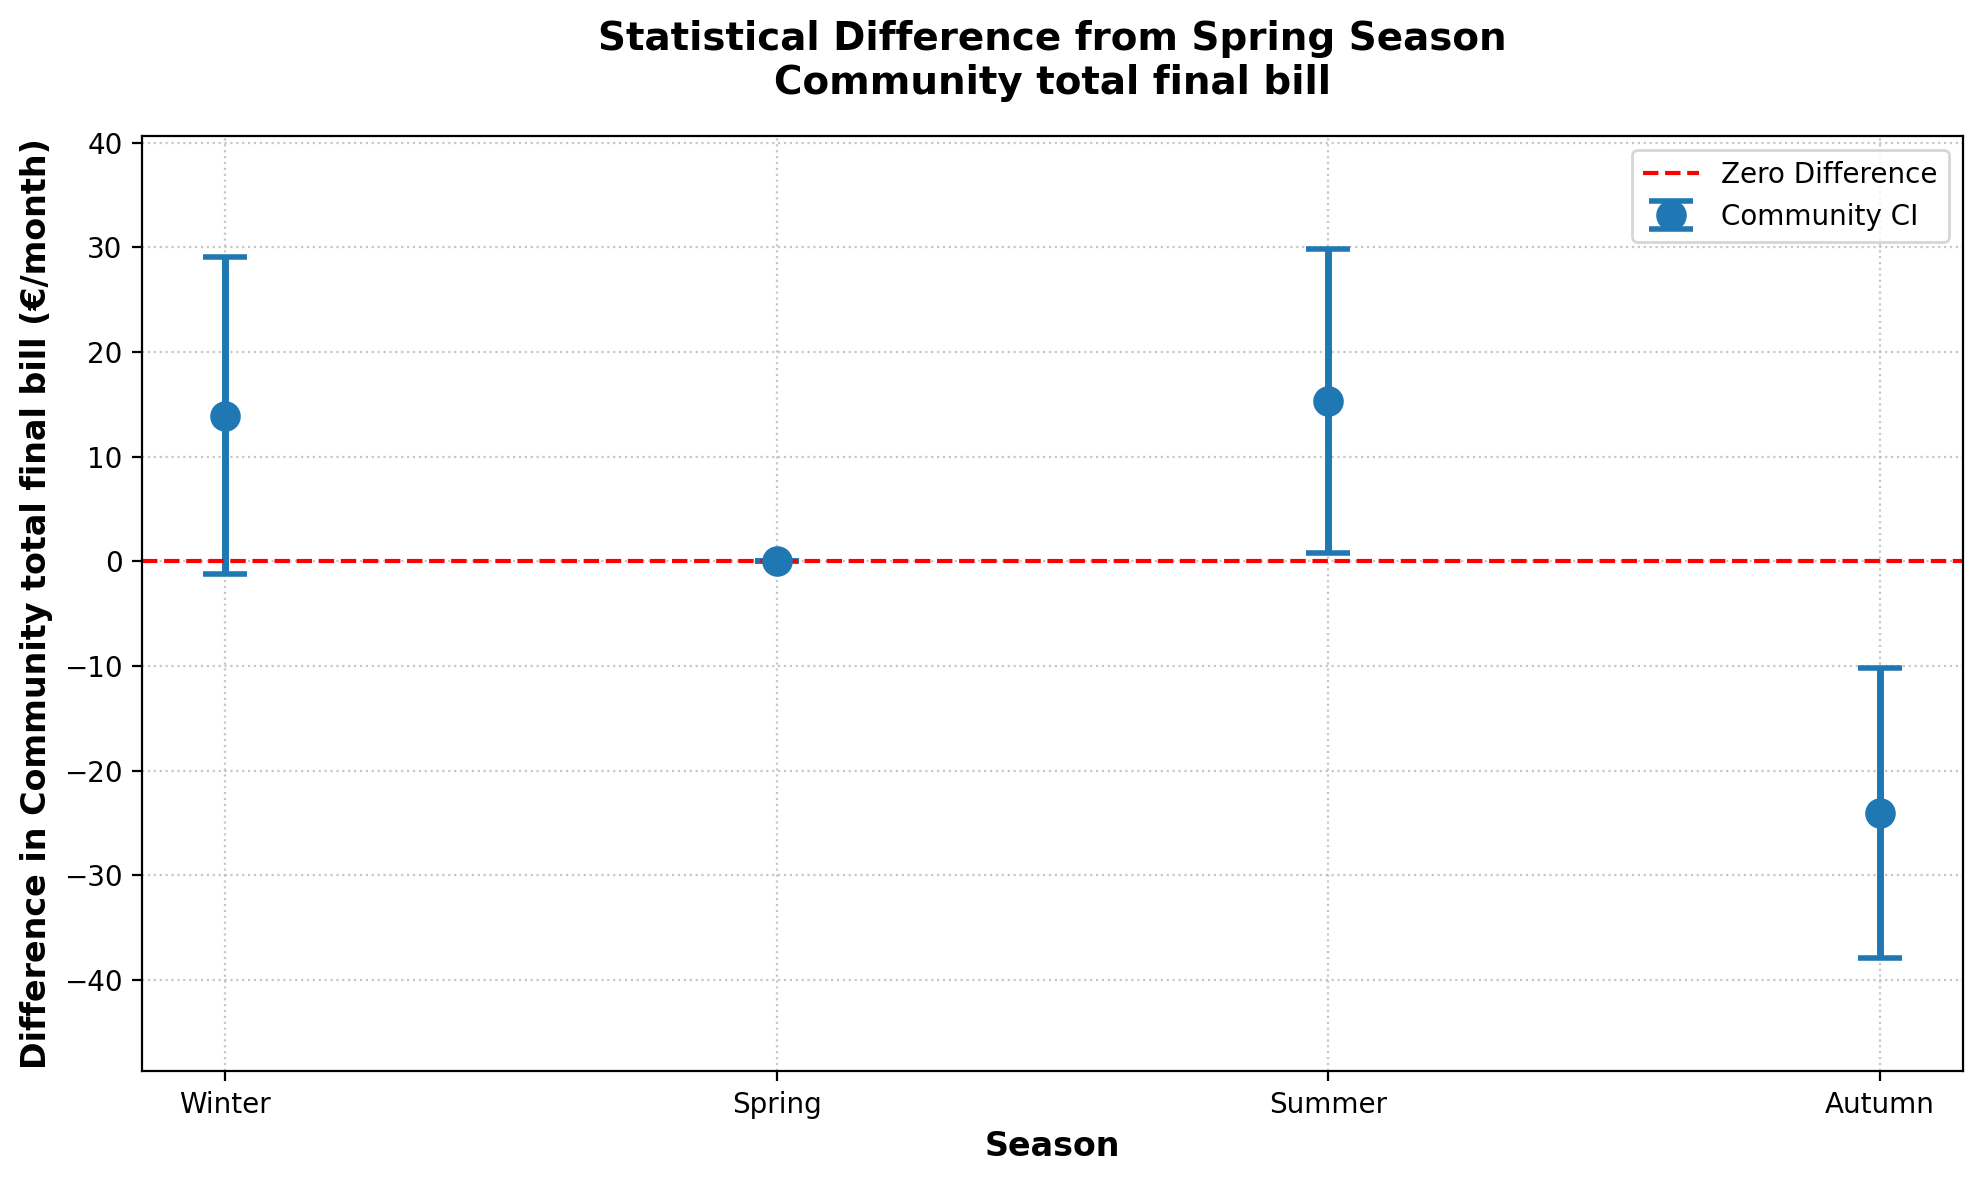 Statistical Difference from Spring Season
Community total final bill
Difference in Community total final bill (€/month)
40
30
20
10
0
−10
−20
−30
−40
Zero Difference
Community CI
Winter
Spring
Summer
Autumn
Season